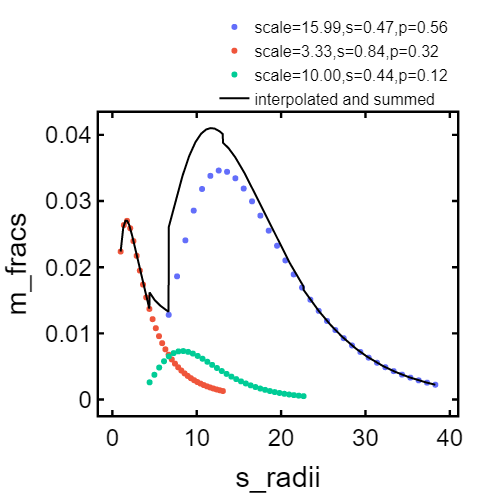 scale=15.99,s=0.47,p=0.56
scale=3.33,s=0.84,p=0.32
scale=10.00,s=0.44,p=0.12
interpolated and summed
0.04
0.03
0.02
0.01
0
m_fracs
0 10 20 30 40
s_radii